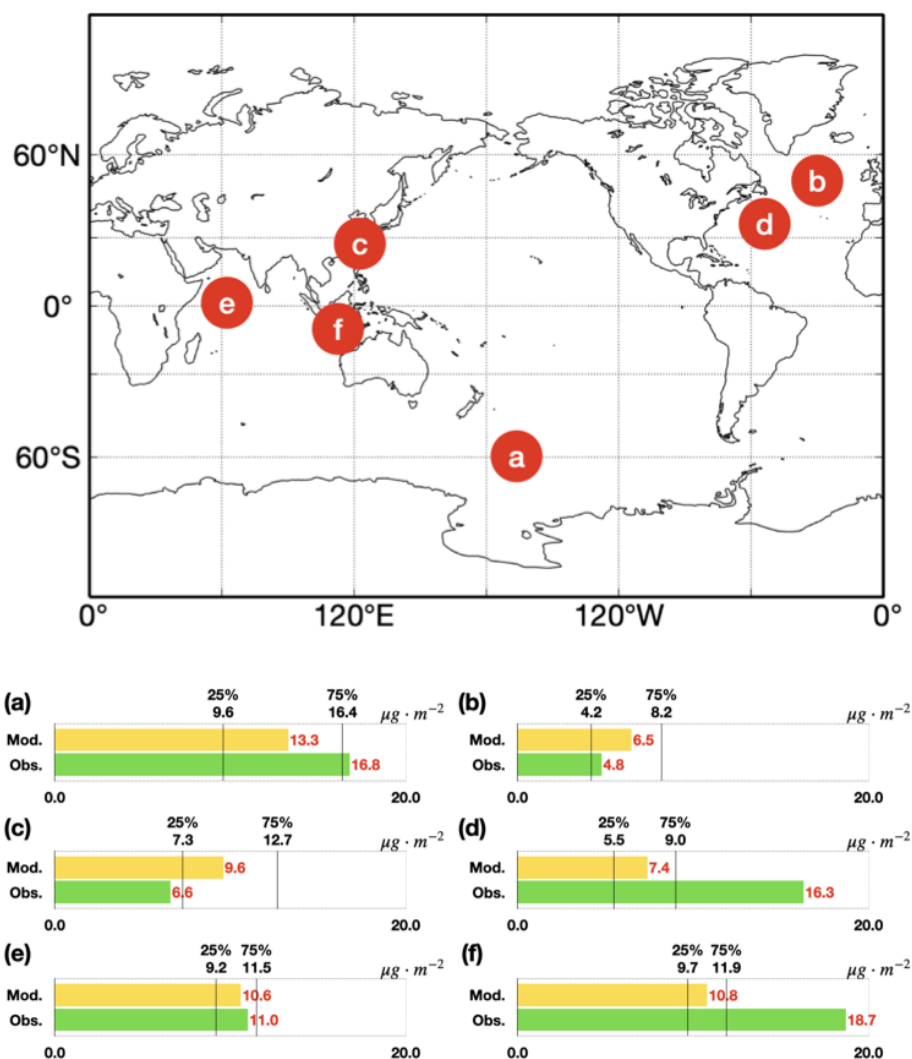 60°N
b
d
c
0°
e
f
a
60°S
0° 120°E 120°W 0°
(a) 25% 75%
9.6 16.4 μg · m⁻²
Mod. 13.3
Obs. 16.8
0.0 20.0
(b) 25% 75%
4.2 8.2 μg · m⁻²
Mod. 6.5
Obs. 4.8
0.0 20.0
(c) 25% 75%
7.3 12.7 μg · m⁻²
Mod. 9.6
Obs. 6.6
0.0 20.0
(d) 25% 75%
5.5 9.0 μg · m⁻²
Mod. 7.4
Obs. 16.3
0.0 20.0
(e) 25% 75%
9.2 11.5 μg · m⁻²
Mod. 10.6
Obs. 11.0
0.0 20.0
(f) 25% 75%
9.7 11.9 μg · m⁻²
Mod. 10.8
Obs. 18.7
0.0 20.0